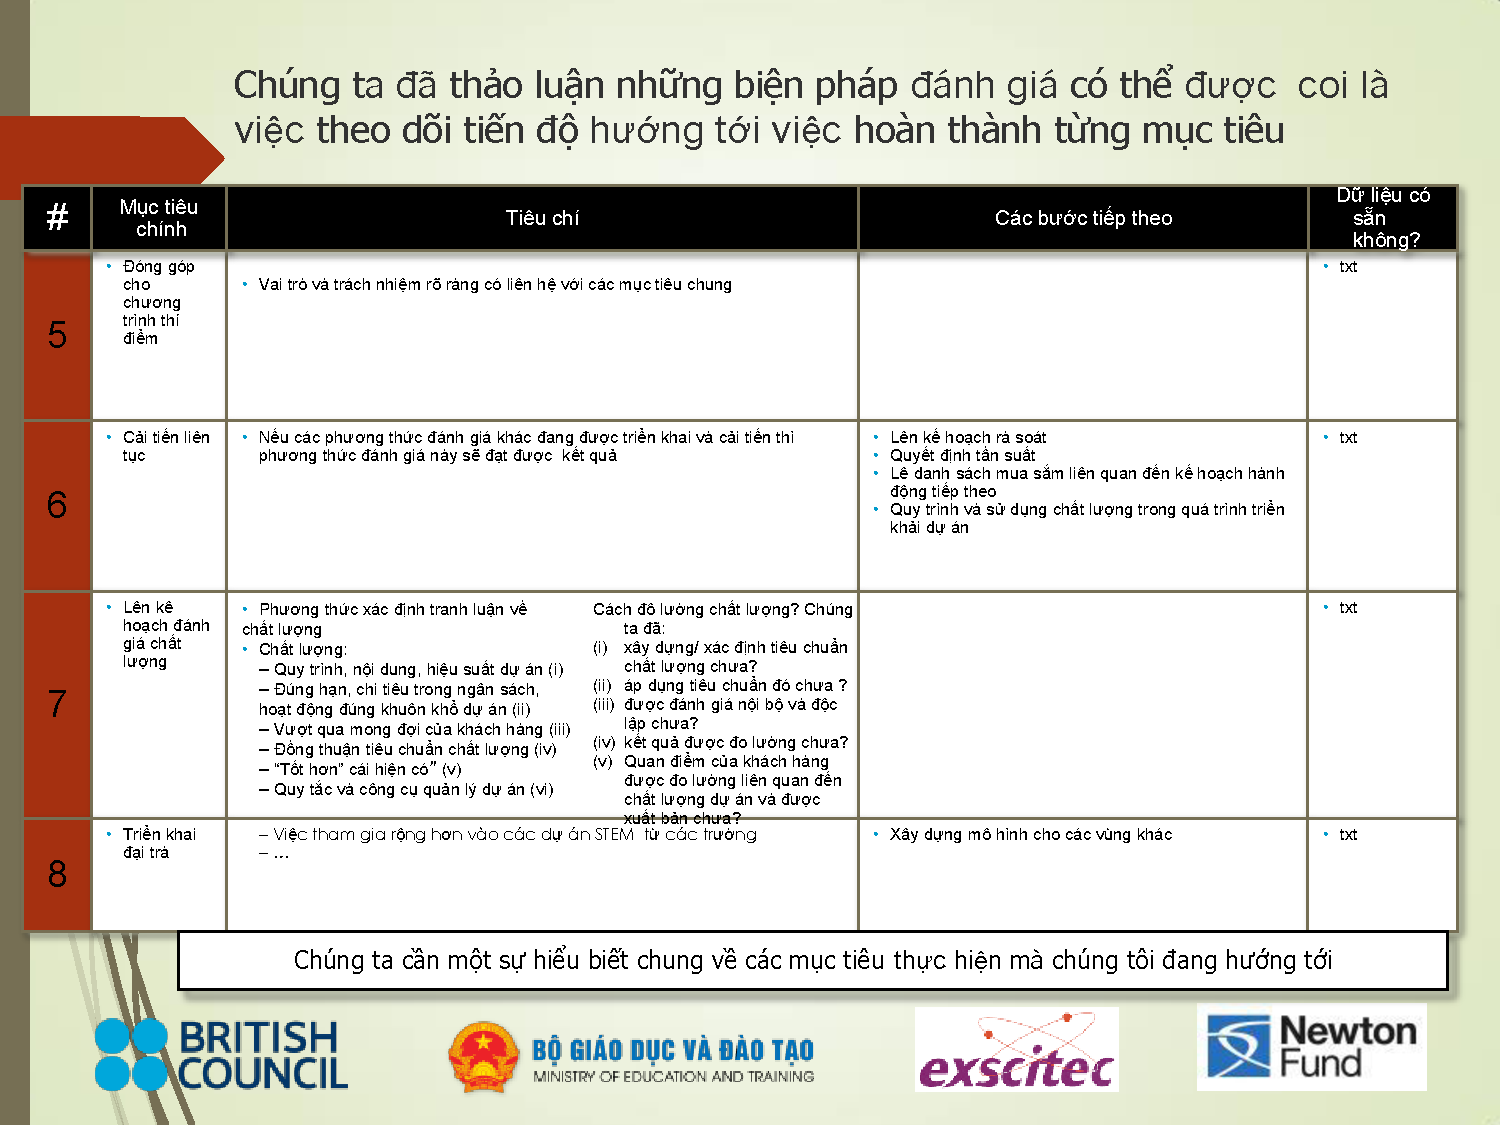 Chúng ta đã thảo luận những biện pháp đánh giá có thể được coi là
việc theo dõi tiến độ hướng tới việc hoàn thành từng mục tiêu
#
Mục tiêu
chính
Tiêu chí
Các bước tiếp theo
Dữ liệu có
sẵn
không?
5
• Đóng góp
cho
chương
trình thí
điểm
• Vai trò và trách nhiệm rõ ràng có liên hệ với các mục tiêu chung
• txt
6
• Cải tiến liên
tục
• Nếu các phương thức đánh giá khác đang được triển khai và cải tiến thì
phương thức đánh giá này sẽ đạt được kết quả
• Lên kế hoạch rà soát
• Quyết định tần suất
• Lê danh sách mua sắm liên quan đến kế hoạch hành
động tiếp theo
• Quy trình và sử dụng chất lượng trong quá trình triển
khải dự án
• txt
7
• Lên kế
hoạch đánh
giá chất
lượng
• Phương thức xác định tranh luận về
chất lượng
• Chất lượng:
– Quy trình, nội dung, hiệu suất dự án (i)
– Đúng hạn, chi tiêu trong ngân sách,
hoạt động đúng khuôn khổ dự án (ii)
– Vượt qua mong đợi của khách hàng (iii)
– Đồng thuận tiêu chuẩn chất lượng (iv)
– “Tốt hơn” cái hiện có” (v)
– Quy tắc và công cụ quản lý dự án (vi)
Cách đô lường chất lượng? Chúng
ta đã:
(i) xây dựng/ xác định tiêu chuẩn
chất lượng chưa?
(ii) áp dụng tiêu chuẩn đó chưa ?
(iii) được đánh giá nội bộ và độc
lập chưa?
(iv) kết quả được đo lường chưa?
(v) Quan điểm của khách hàng
được đo lường liên quan đến
chất lượng dự án và được
xuất bản chưa?
• txt
8
• Triển khai
đại trà
– Việc tham gia rộng hơn vào các dự án STEM từ các trường
– ...
• Xây dựng mô hình cho các vùng khác
• txt
Chúng ta cần một sự hiểu biết chung về các mục tiêu thực hiện mà chúng tôi đang hướng tới
BRITISH
COUNCIL
BỘ GIÁO DỤC VÀ ĐÀO TẠO
MINISTRY OF EDUCATION AND TRAINING
exscitec
Newton
Fund